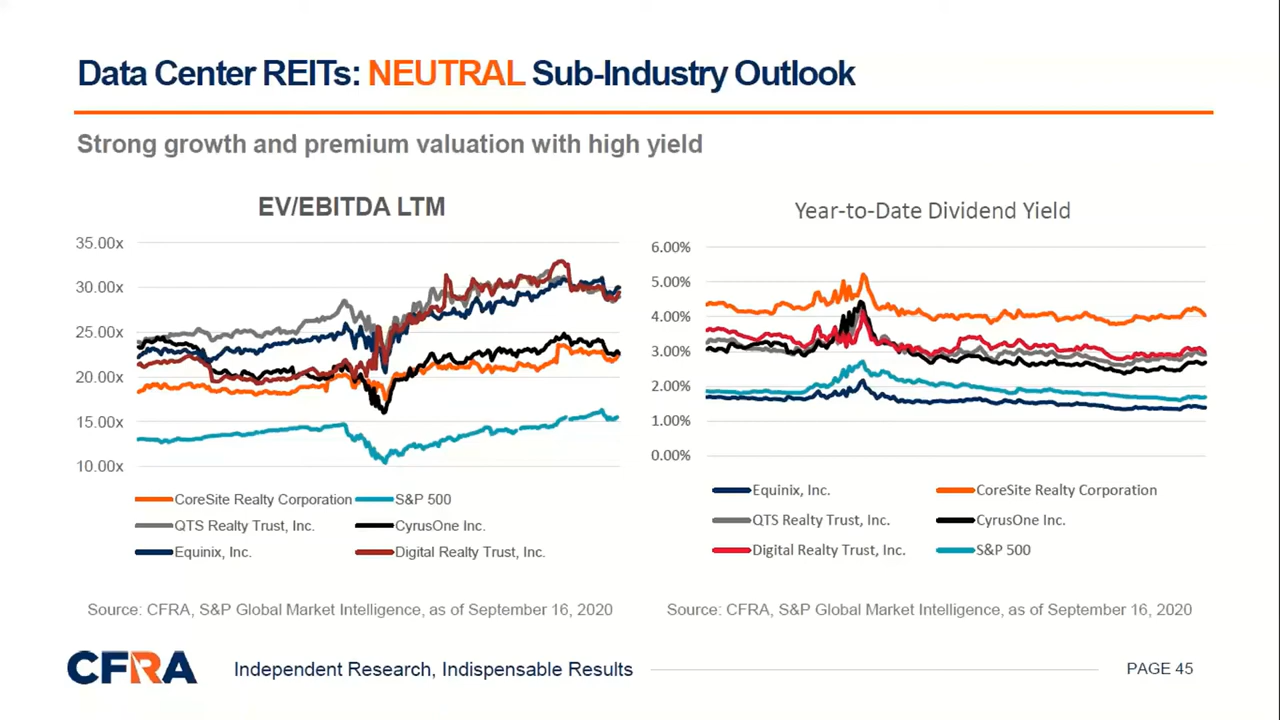 Data Center REITs: NEUTRAL Sub-Industry Outlook
Strong growth and premium valuation with high yield
EV/EBITDA LTM
35.00x
30.00x
25.00x
20.00x
15.00x
10.00x
CoreSite Realty Corporation
S&P 500
QTS Realty Trust, Inc.
CyrusOne Inc.
Equinix, Inc.
Digital Realty Trust, Inc.
Source: CFRA, S&P Global Market Intelligence, as of September 16, 2020
Year-to-Date Dividend Yield
6.00%
5.00%
4.00%
3.00%
2.00%
1.00%
0.00%
Equinix, Inc.
CoreSite Realty Corporation
QTS Realty Trust, Inc.
CyrusOne Inc.
Digital Realty Trust, Inc.
S&P 500
Source: CFRA, S&P Global Market Intelligence, as of September 16, 2020
CFRA
Independent Research, Indispensable Results
PAGE 45